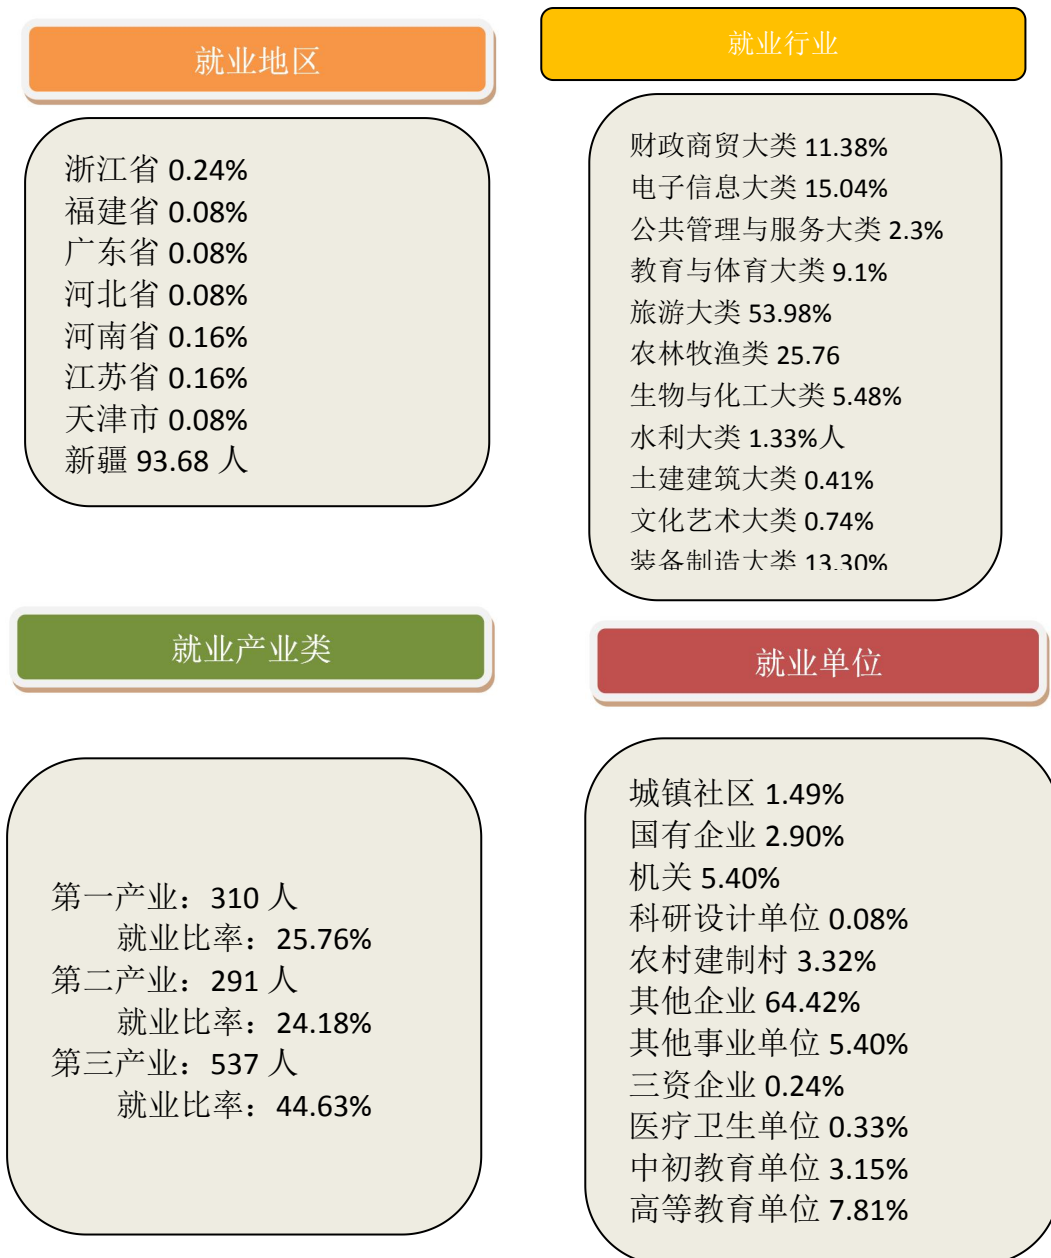 就业地区
浙江省 0.24%
福建省 0.08%
广东省 0.08%
河北省 0.08%
河南省 0.16%
江苏省 0.16%
天津市 0.08%
新疆 93.68 人
就业行业
财政商贸大类 11.38%
电子信息大类 15.04%
公共管理与服务大类 2.3%
教育与体育大类 9.1%
旅游大类 53.98%
农林牧渔类 25.76
生物与化工大类 5.48%
水利大类 1.33%人
土建建筑大类 0.41%
文化艺术大类 0.74%
装备制造大类 13.30%
就业产业类
第一产业：310 人
就业比率：25.76%
第二产业：291 人
就业比率：24.18%
第三产业：537 人
就业比率：44.63%
就业单位
城镇社区 1.49%
国有企业 2.90%
机关 5.40%
科研设计单位 0.08%
农村建制村 3.32%
其他企业 64.42%
其他事业单位 5.40%
三资企业 0.24%
医疗卫生单位 0.33%
中初教育单位 3.15%
高等教育单位 7.81%